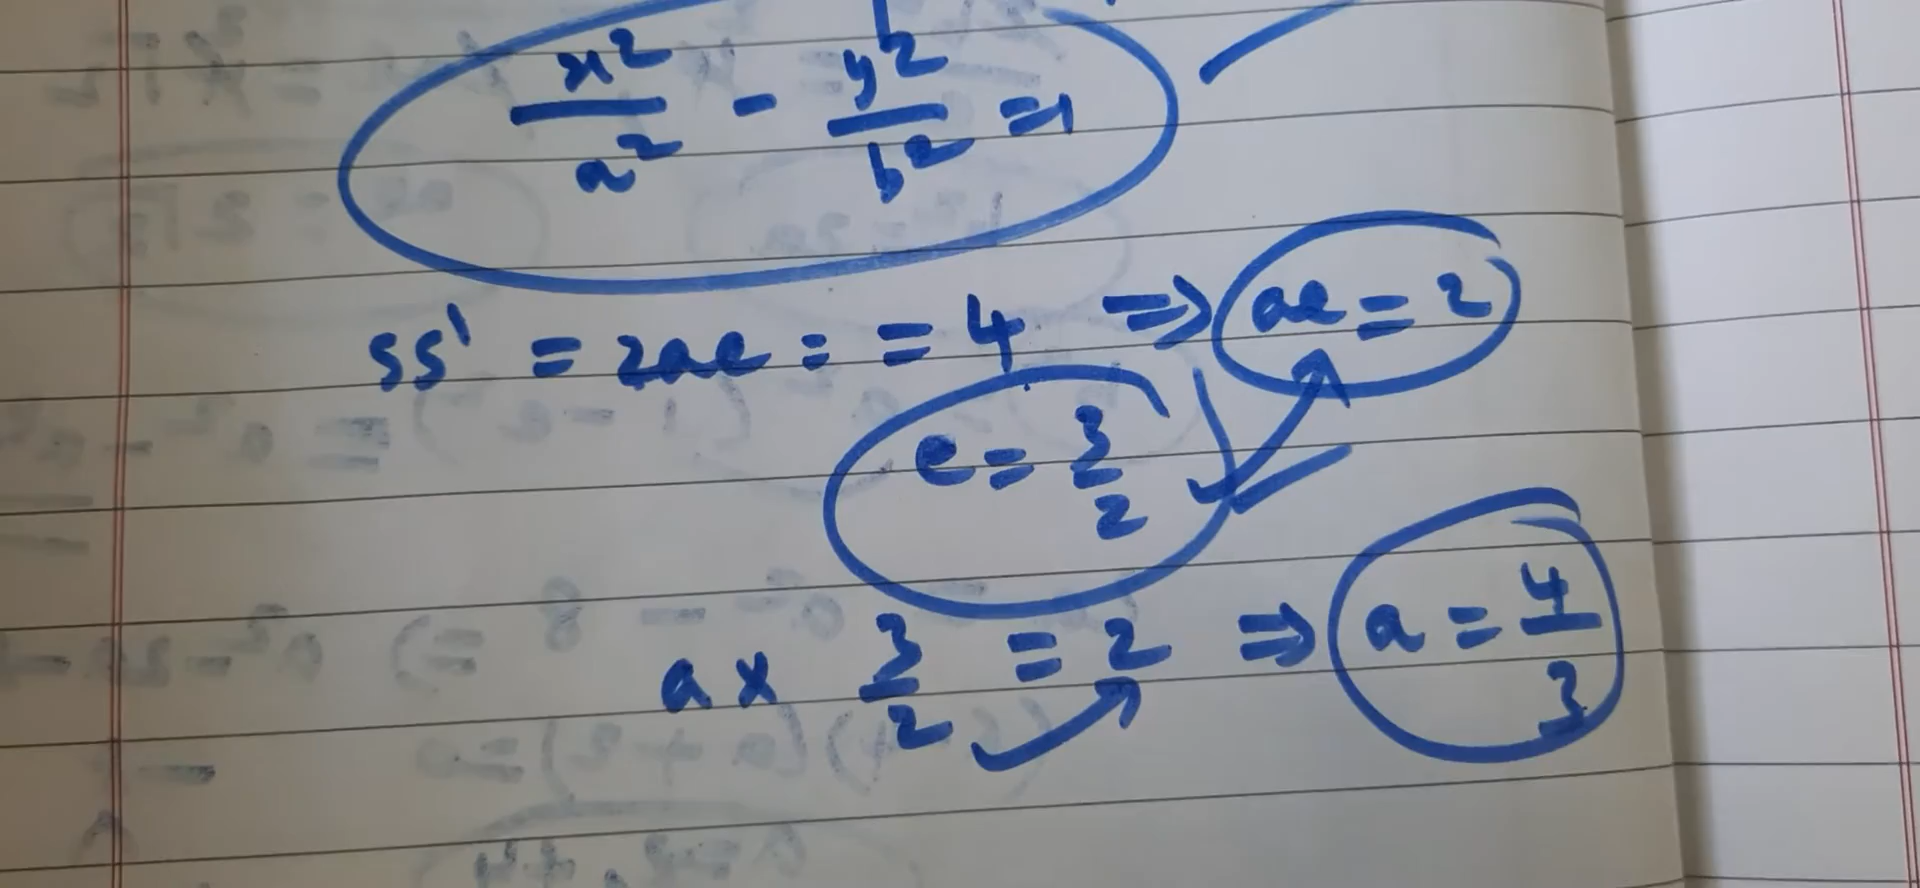 x²/a² - y²/b² = 1
SS' = 2ae = = 4 ⇒ ae = 2
e = 3/2
a × 3/2 = 2 ⇒ a = 4/3